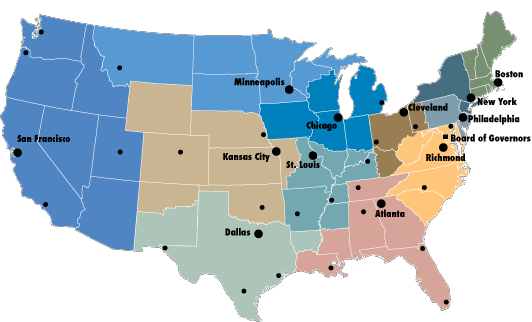 Boston
Minneapolis
New York
Cleveland
Philadelphia
Chicago
Board of Governors
San Francisco
Kansas City
St. Louis
Richmond
Atlanta
Dallas